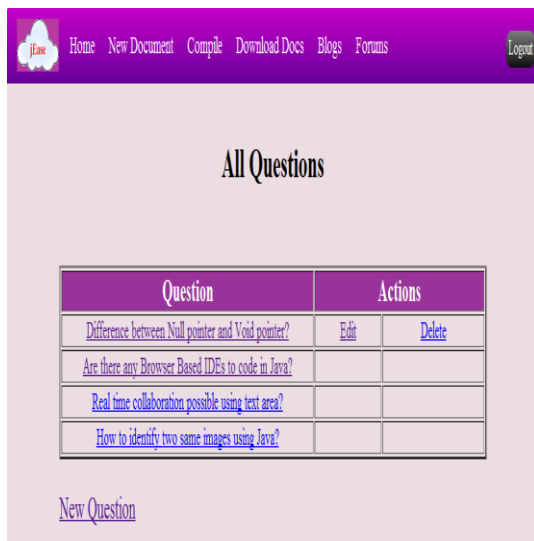 jEase Home New Document Compile Download Docs Blogs Forums Logout
All Questions
Question Actions
Difference between Null pointer and Void pointer? Edit Delete
Are there any Browser Based IDEs to code in Java?
Real time collaboration possible using text area?
How to identify two same images using Java?
New Question